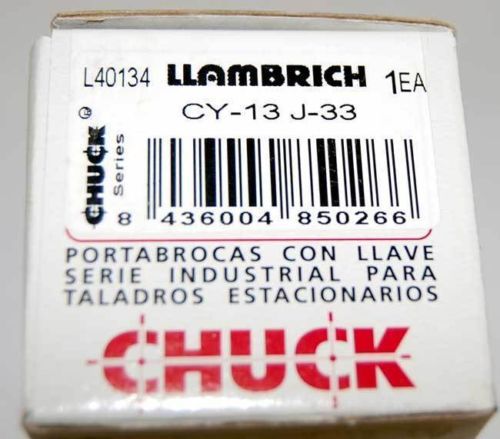 L40134 LLAMBRICH 1EA
CY-13 J-33
CHUCK ®
Series
8 436004 850266
PORTABROCAS CON LLAVE
SERIE INDUSTRIAL PARA
TALADROS ESTACIONARIOS
CHUCK